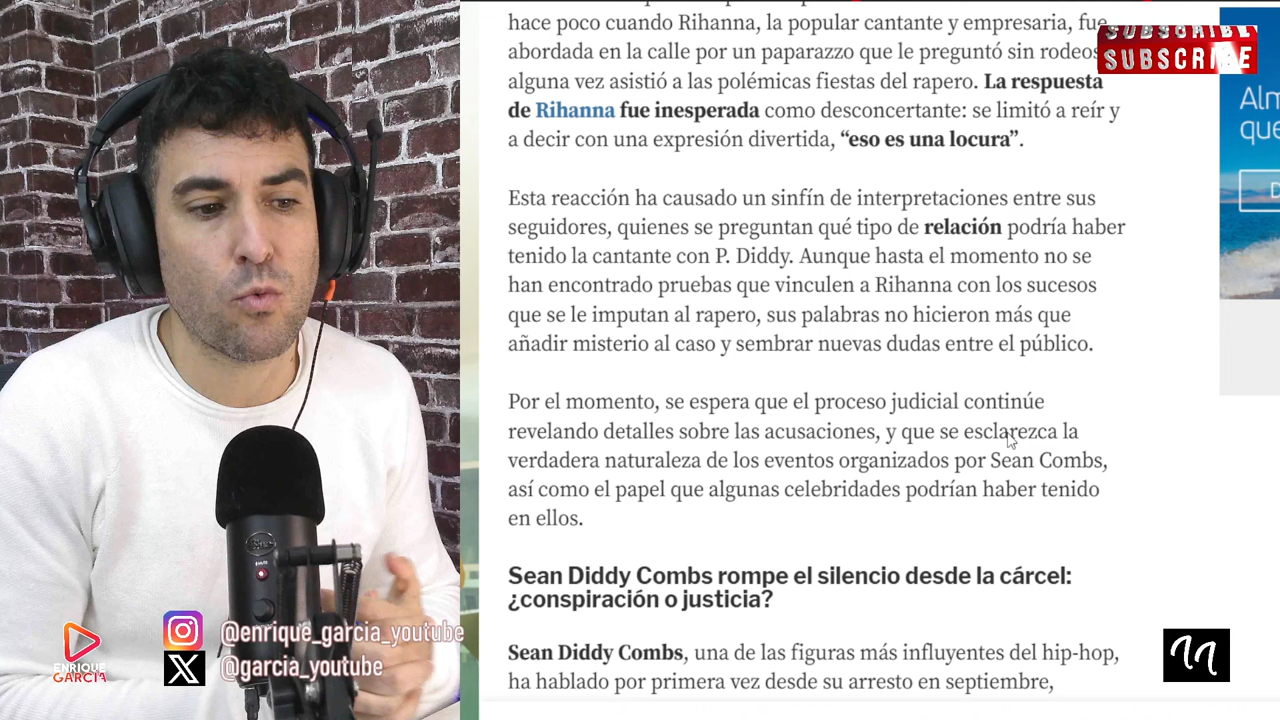 hace poco cuando Rihanna, la popular cantante y empresaria, fue
abordada en la calle por un paparazzo que le preguntó sin rodeos
alguna vez asistió a las polémicas fiestas del rapero. La respuesta
de Rihanna fue inesperada como desconcertante: se limitó a reír y
a decir con una expresión divertida, “eso es una locura”.
Esta reacción ha causado un sinfín de interpretaciones entre sus
seguidores, quienes se preguntan qué tipo de relación podría haber
tenido la cantante con P. Diddy. Aunque hasta el momento no se
han encontrado pruebas que vinculen a Rihanna con los sucesos
que se le imputan al rapero, sus palabras no hicieron más que
añadir misterio al caso y sembrar nuevas dudas entre el público.
Por el momento, se espera que el proceso judicial continúe
revelando detalles sobre las acusaciones, y que se esclarezca la
verdadera naturaleza de los eventos organizados por Sean Combs,
así como el papel que algunas celebridades podrían haber tenido
en ellos.
Sean Diddy Combs rompe el silencio desde la cárcel:
¿conspiración o justicia?
Sean Diddy Combs, una de las figuras más influyentes del hip-hop,
ha hablado por primera vez desde su arresto en septiembre,
SUBSCRIBE
SUBSCRIBE
que
@enrique_garcia_youtube
@garcia_youtube
ENRIQUE
GARCIA